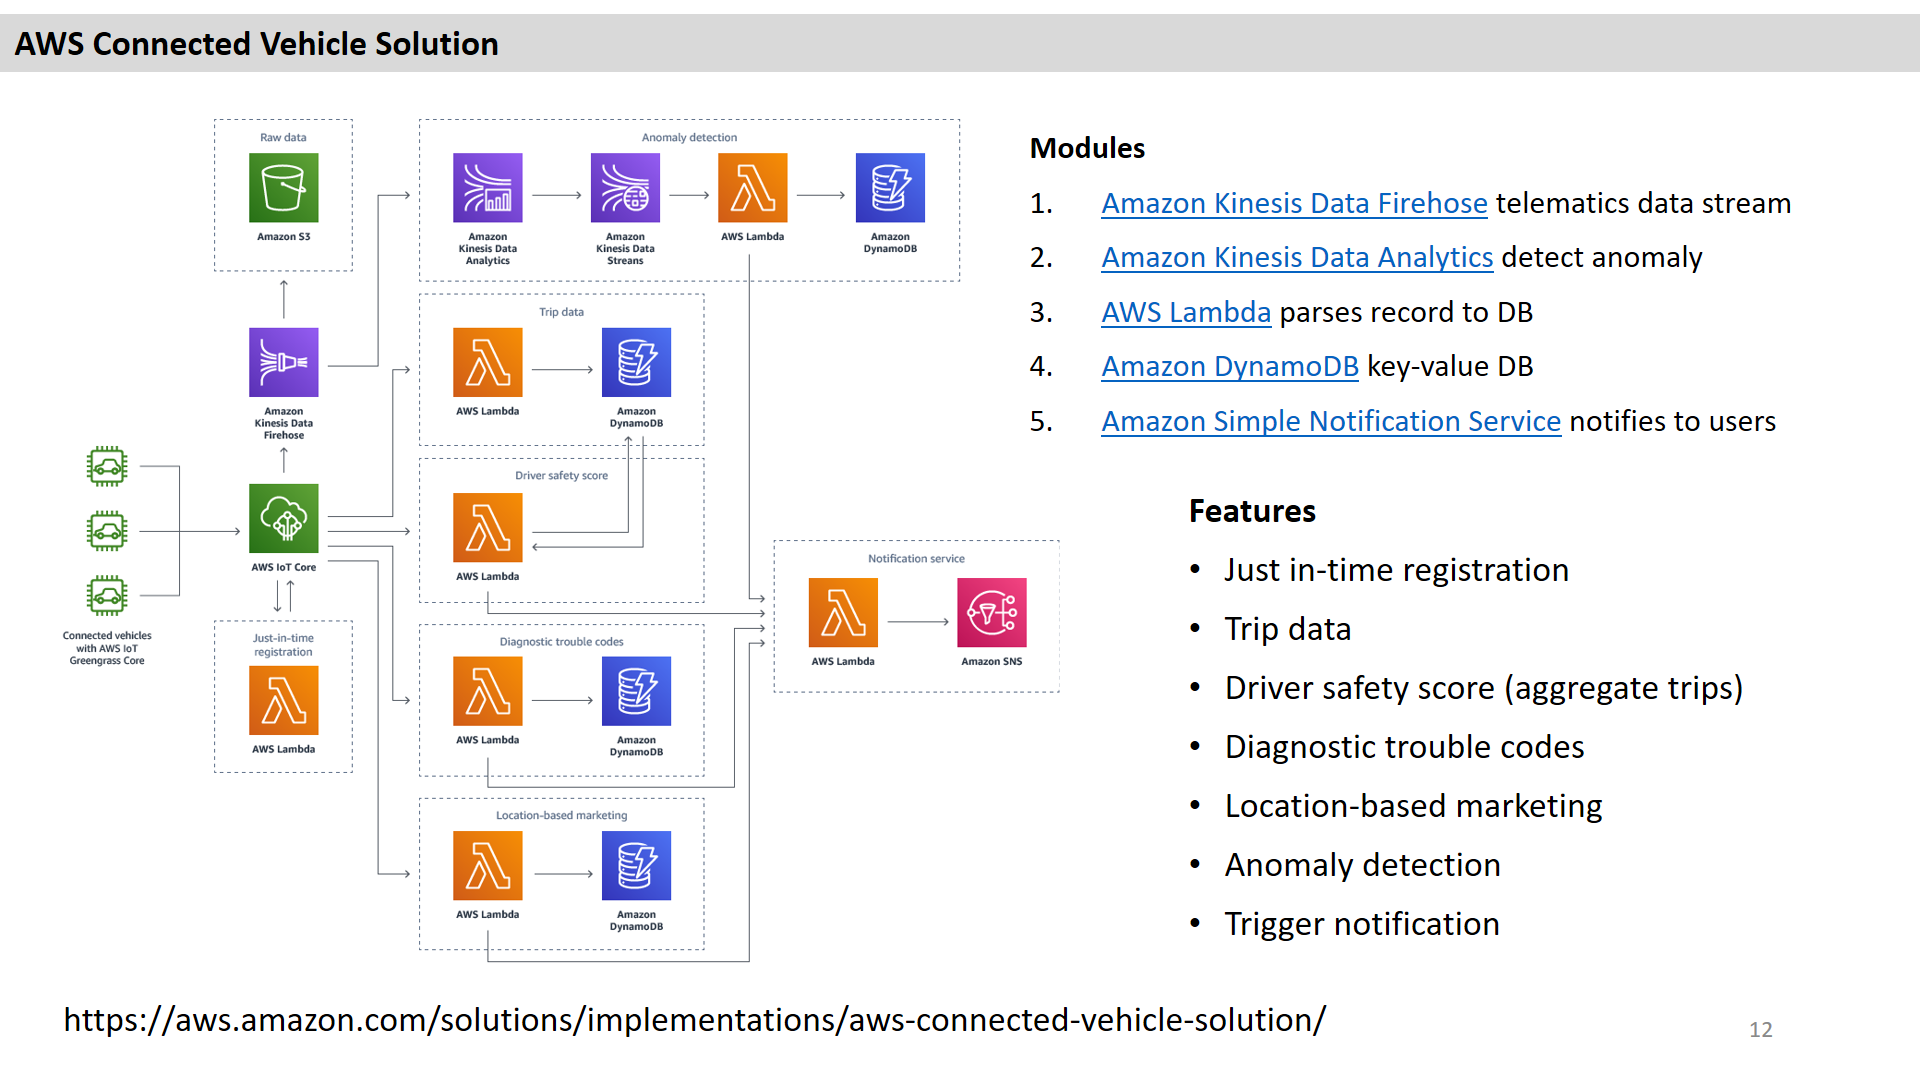 AWS Connected Vehicle Solution
Raw data
Amazon S3
Anomaly detection
Amazon
Kinesis Data
Analytics
Amazon
Kinesis Data
Streans
AWS Lambda
Amazon
DynamoDB
Amazon
Kinesis Data
Firehose
Trip data
AWS Lambda
Amazon
DynamoDB
Driver safety score
AWS Lambda
AWS IoT Core
Connected vehicles
with AWS IoT
Greengrass Core
Just-in-time
registration
AWS Lambda
Diagnostic trouble codes
AWS Lambda
Amazon
DynamoDB
Location-based marketing
AWS Lambda
Amazon
DynamoDB
Notification service
AWS Lambda
Amazon SNS
Modules
1. Amazon Kinesis Data Firehose telematics data stream
2. Amazon Kinesis Data Analytics detect anomaly
3. AWS Lambda parses record to DB
4. Amazon DynamoDB key-value DB
5. Amazon Simple Notification Service notifies to users
Features
• Just in-time registration
• Trip data
• Driver safety score (aggregate trips)
• Diagnostic trouble codes
• Location-based marketing
• Anomaly detection
• Trigger notification
https://aws.amazon.com/solutions/implementations/aws-connected-vehicle-solution/
12